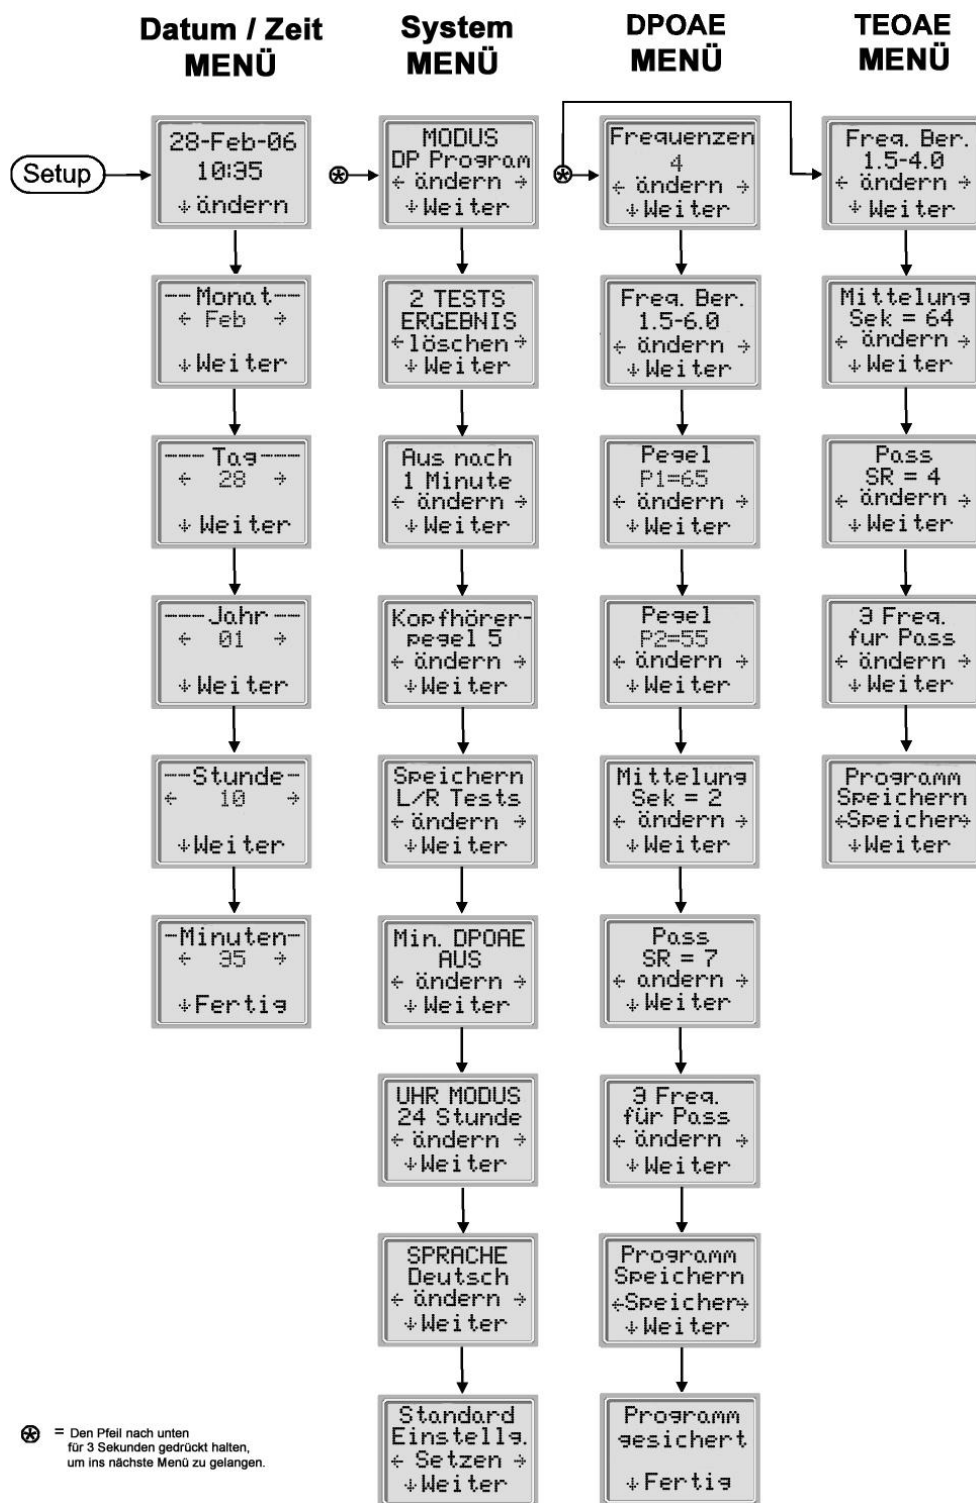 Datum / Zeit
MENÜ
Setup
28-Feb-06
10:35
↓ändern
---Monat---
← Feb →
↓Weiter
---Tag---
← 28 →
↓Weiter
---Jahr---
← 01 →
↓Weiter
---Stunde-
← 10 →
↓Weiter
-Minuten-
← 35 →
↓Fertig
System
MENÜ
MODUS
DP Program
← ändern →
↓Weiter
2 TESTS
ERGEBNIS
←löschen→
↓Weiter
Aus nach
1 Minute
← ändern →
↓Weiter
Kopfhörer-
pegel 5
← ändern →
↓Weiter
Speichern
L/R Tests
← ändern →
↓Weiter
Min. DPOAE
AUS
← ändern →
↓Weiter
UHR MODUS
24 Stunde
← ändern →
↓Weiter
SPRACHE
Deutsch
← ändern →
↓Weiter
Standard
Einstellg.
← Setzen →
↓Weiter
DPOAE
MENÜ
Frequenzen
4
← ändern →
↓Weiter
Freq. Ber.
1.5-6.0
← ändern →
↓Weiter
Pegel
P1=65
← ändern →
↓Weiter
Pegel
P2=55
← ändern →
↓Weiter
Mittelung
Sek = 2
← ändern →
↓Weiter
Pass
SR = 7
← andern →
↓Weiter
3 Freq.
für Pass
← ändern →
↓Weiter
Programm
Speichern
←Speicher→
↓Weiter
Programm
gesichert
↓Fertig
TEOAE
MENÜ
Freq. Ber.
1.5-4.0
← ändern →
↓Weiter
Mittelung
Sek = 64
← ändern →
↓Weiter
Pass
SR = 4
← ändern →
↓Weiter
3 Freq.
fur Pass
← ändern →
↓Weiter
Programm
Speichern
←Speicher→
↓Weiter
⊛ = Den Pfeil nach unten
für 3 Sekunden gedrückt halten,
um ins nächste Menü zu gelangen.